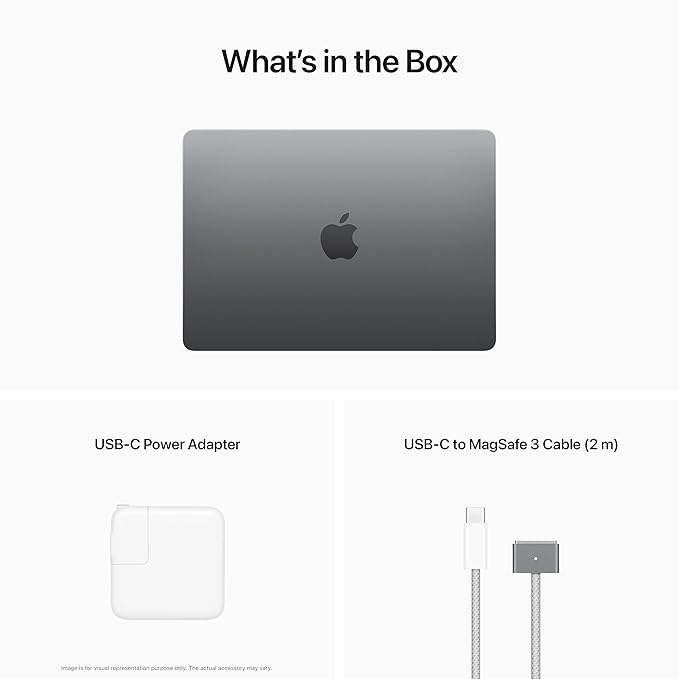 What’s in the Box
USB-C Power Adapter
USB-C to MagSafe 3 Cable (2 m)
Image is for visual representation purpose only. The actual accessory may vary.